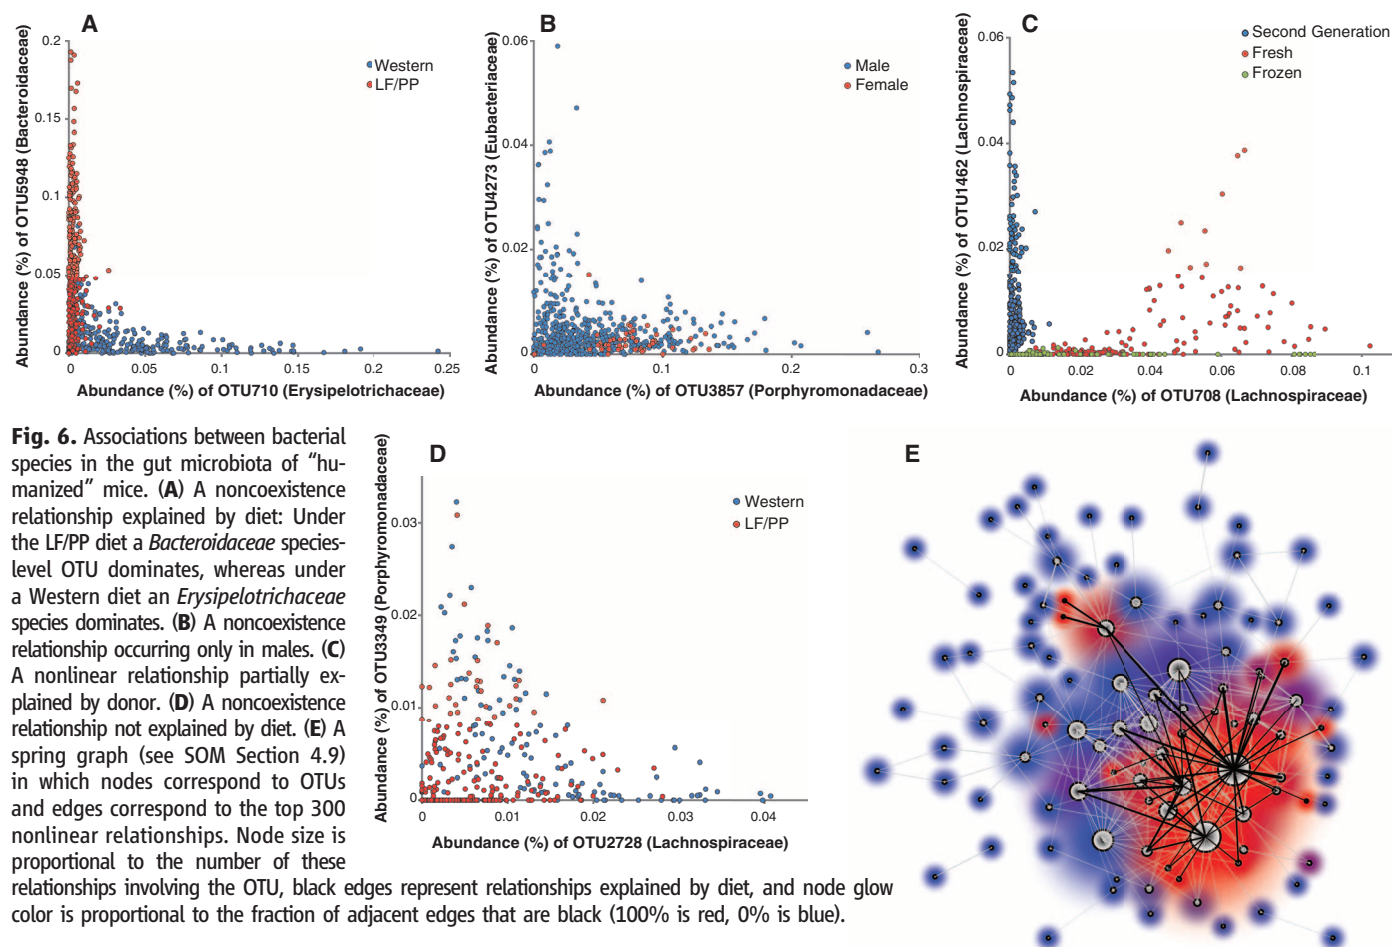 A
0.2
0.15
0.1
0.05
0
0.05
0.1
0.15
0.2
0.25
Abundance (%) of OTU5948 (Bacteroidaceae)
Abundance (%) of OTU710 (Erysipelotrichaceae)
Western
LF/PP
B
0.06
0.04
0.02
0
0
0.1
0.2
0.3
Abundance (%) of OTU4273 (Eubacteriaceae)
Abundance (%) of OTU3857 (Porphyromonadaceae)
Male
Female
C
0.06
0.04
0.02
0
0
0.02
0.04
0.06
0.08
0.1
Abundance (%) of OTU1462 (Lachnospiraceae)
Abundance (%) of OTU708 (Lachnospiraceae)
Second Generation
Fresh
Frozen
Fig. 6. Associations between bacterial
species in the gut microbiota of “hu-
manized” mice. (A) A noncoexistence
relationship explained by diet: Under
the LF/PP diet a Bacteroidaceae species-
level OTU dominates, whereas under
a Western diet an Erysipelotrichaceae
species dominates. (B) A noncoexistence
relationship occurring only in males. (C)
A nonlinear relationship partially ex-
plained by donor. (D) A noncoexistence
relationship not explained by diet. (E) A
spring graph (see SOM Section 4.9)
in which nodes correspond to OTUs
and edges correspond to the top 300
nonlinear relationships. Node size is
proportional to the number of these
relationships involving the OTU, black edges represent relationships explained by diet, and node glow
color is proportional to the fraction of adjacent edges that are black (100% is red, 0% is blue).
D
0.03
0.02
0.01
0
0
0.01
0.02
0.03
0.04
Abundance (%) of OTU3349 (Porphyromonadaceae)
Abundance (%) of OTU2728 (Lachnospiraceae)
Western
LF/PP
E